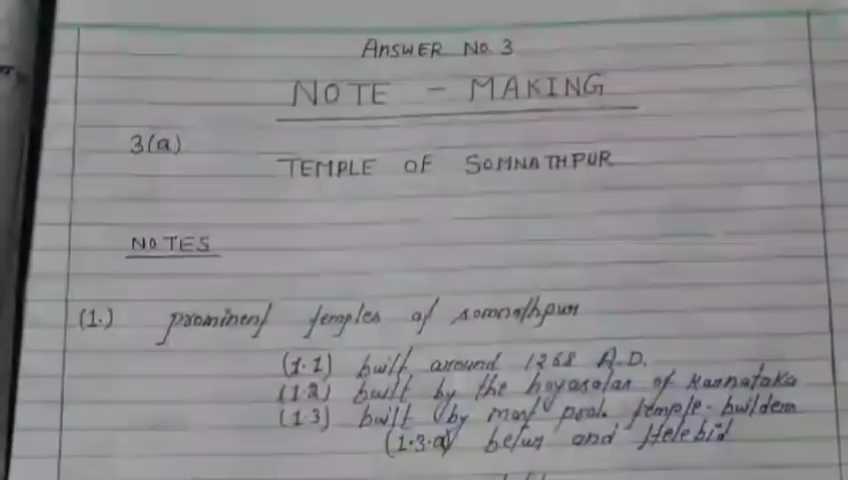 ANSWER NO. 3
NOTE - MAKING
3(a)
TEMPLE OF SOMNATHPUR
NOTES
(1.) prominent temples of somnathpur
(1.1) built around 1268 A.D.
(1.2) built by the hoyasalas of karnataka
(1.3) built by most prol. temple-builders
(1.3.a) belur and Helebid